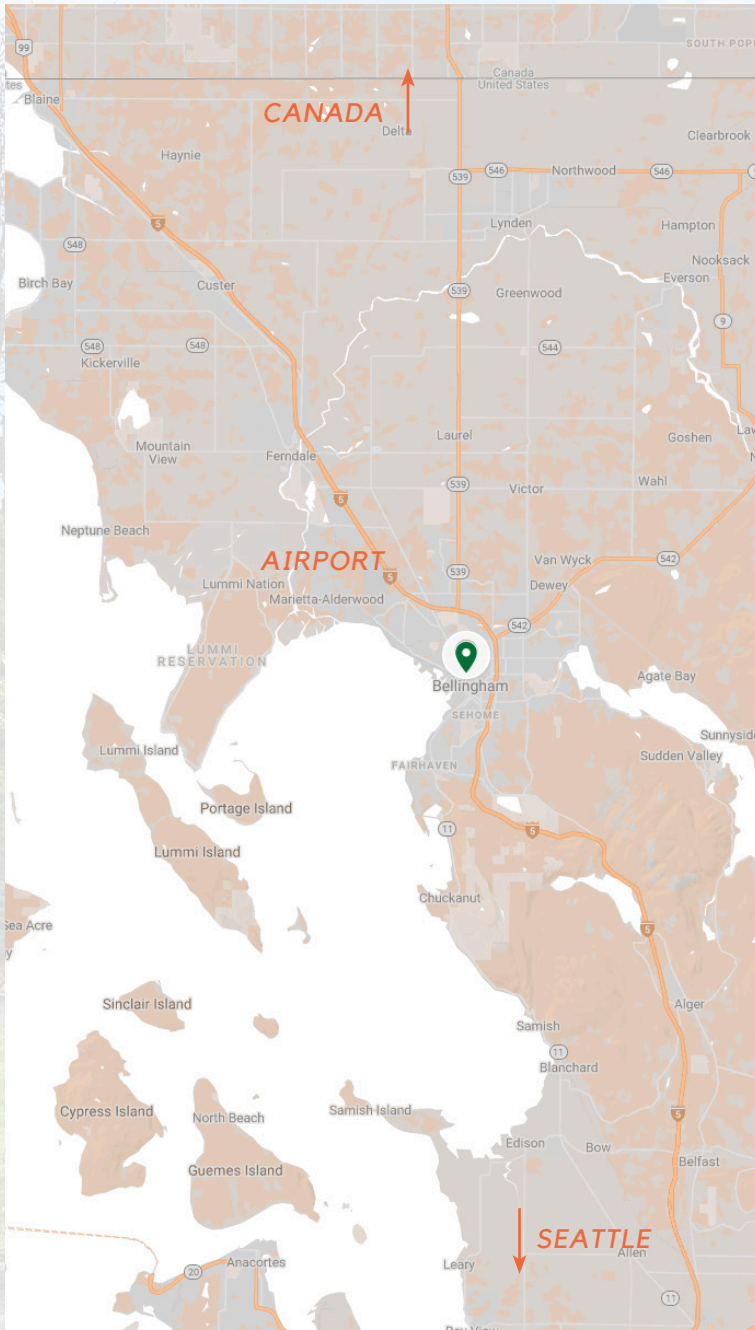 99
SOUTH POP
tes
Canada
United States
Blaine
CANADA
Delta
Clearbrook
Haynie
546
Northwood
546
539
5
Lynden
Hampton
548
Nooksack
Everson
Birch Bay
Custer
539
Greenwood
9
548
548
544
Kickerville
Laurel
Goshen
Law
Mountain
View
Ferndale
N
539
Victor
Wahl
5
Neptune Beach
AIRPORT
Van Wyck
542
539
5
Lummi Nation
Dewey
Marietta-Alderwood
542
LUMMI
RESERVATION
Agate Bay
Bellingham
SEHOME
Sunnyside
Lummi Island
Sudden Valley
FAIRHAVEN
Portage Island
11
5
Lummi Island
Chuckanut
Sea Acre
y
5
Sinclair Island
Alger
Samish
11
Blanchard
Cypress Island
North Beach
Samish Island
5
Edison
Bow
Belfast
Guemes Island
SEATTLE
Allen
Anacortes
Leary
20
11
Bay View